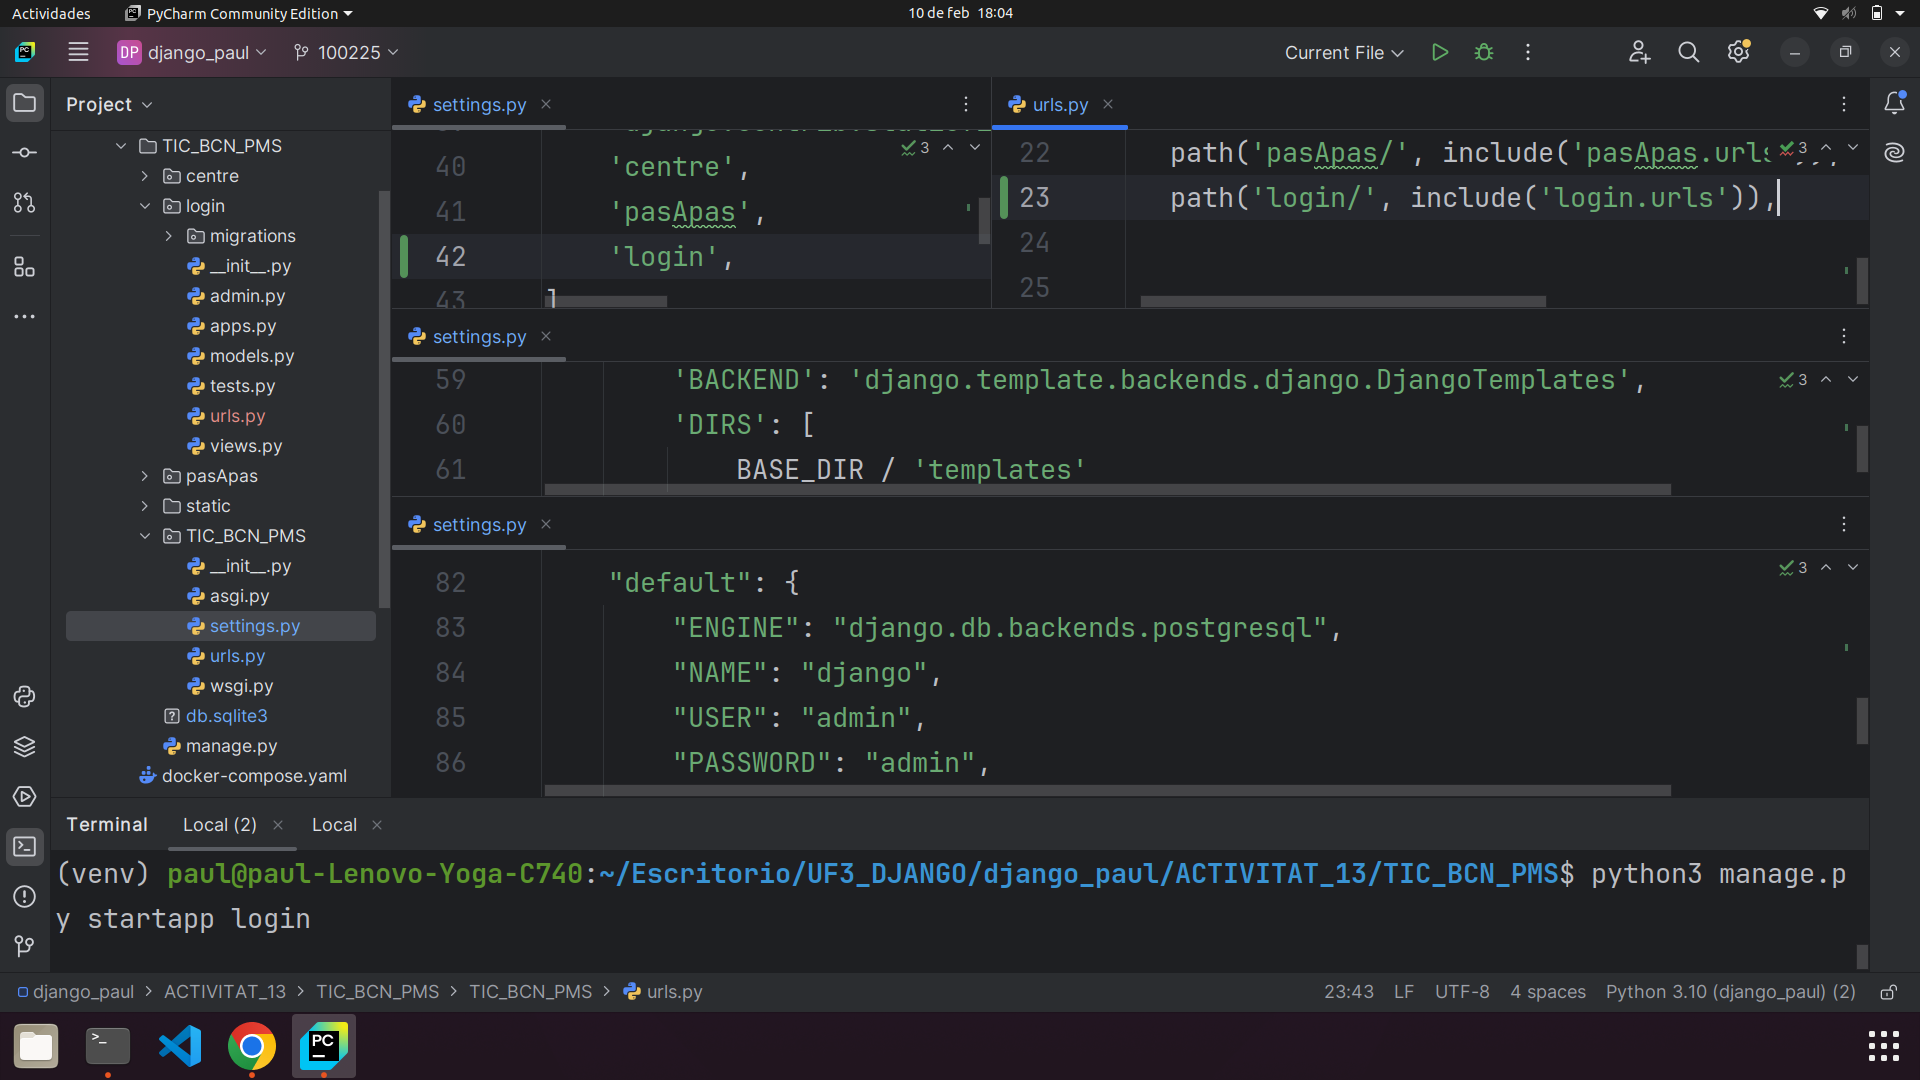 Actividades
PyCharm Community Edition
10 de feb 18:04
DP django_paul
100225
Current File
Project
TIC_BCN_PMS
centre
login
migrations
__init__.py
admin.py
apps.py
models.py
tests.py
urls.py
views.py
pasApas
static
TIC_BCN_PMS
__init__.py
asgi.py
settings.py
urls.py
wsgi.py
db.sqlite3
manage.py
docker-compose.yaml
settings.py
3
40 'centre',
41 'pasApas',
42 'login',
43 ]
urls.py
3
22 path('pasApas/', include('pasApas.urls
23 path('login/', include('login.urls')),
24
25
settings.py
3
59 'BACKEND': 'django.template.backends.django.DjangoTemplates',
60 'DIRS': [
61 BASE_DIR / 'templates'
settings.py
3
82 "default": {
83 "ENGINE": "django.db.backends.postgresql",
84 "NAME": "django",
85 "USER": "admin",
86 "PASSWORD": "admin",
Terminal
Local (2)
Local
(venv) paul@paul-Lenovo-Yoga-C740:~/Escritorio/UF3_DJANGO/django_paul/ACTIVITAT_13/TIC_BCN_PMS$ python3 manage.p
y startapp login
django_paul > ACTIVITAT_13 > TIC_BCN_PMS > TIC_BCN_PMS > urls.py
23:43 LF UTF-8 4 spaces Python 3.10 (django_paul) (2)
PC